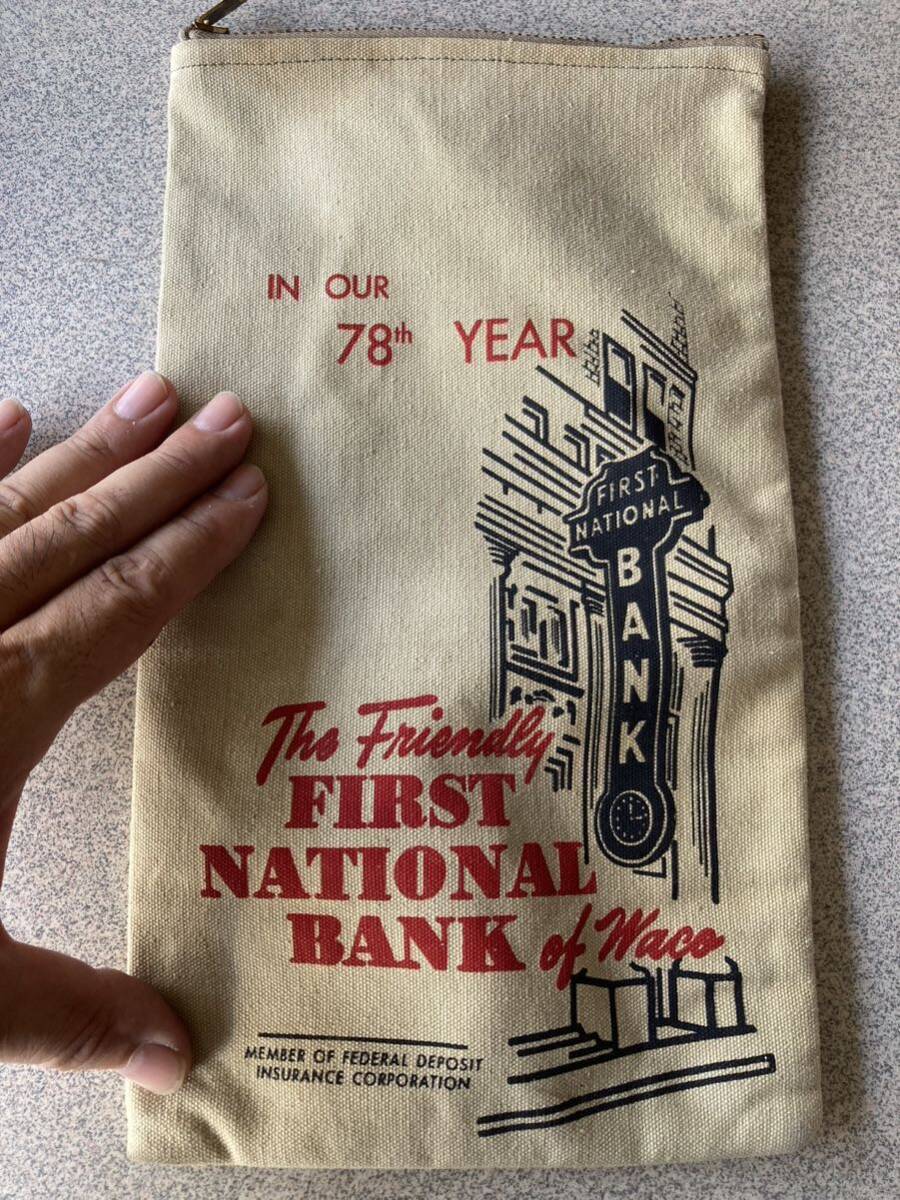 IN OUR
78th YEAR
FIRST
NATIONAL
BANK
The Friendly
FIRST
NATIONAL
BANK of Waco
MEMBER OF FEDERAL DEPOSIT
INSURANCE CORPORATION